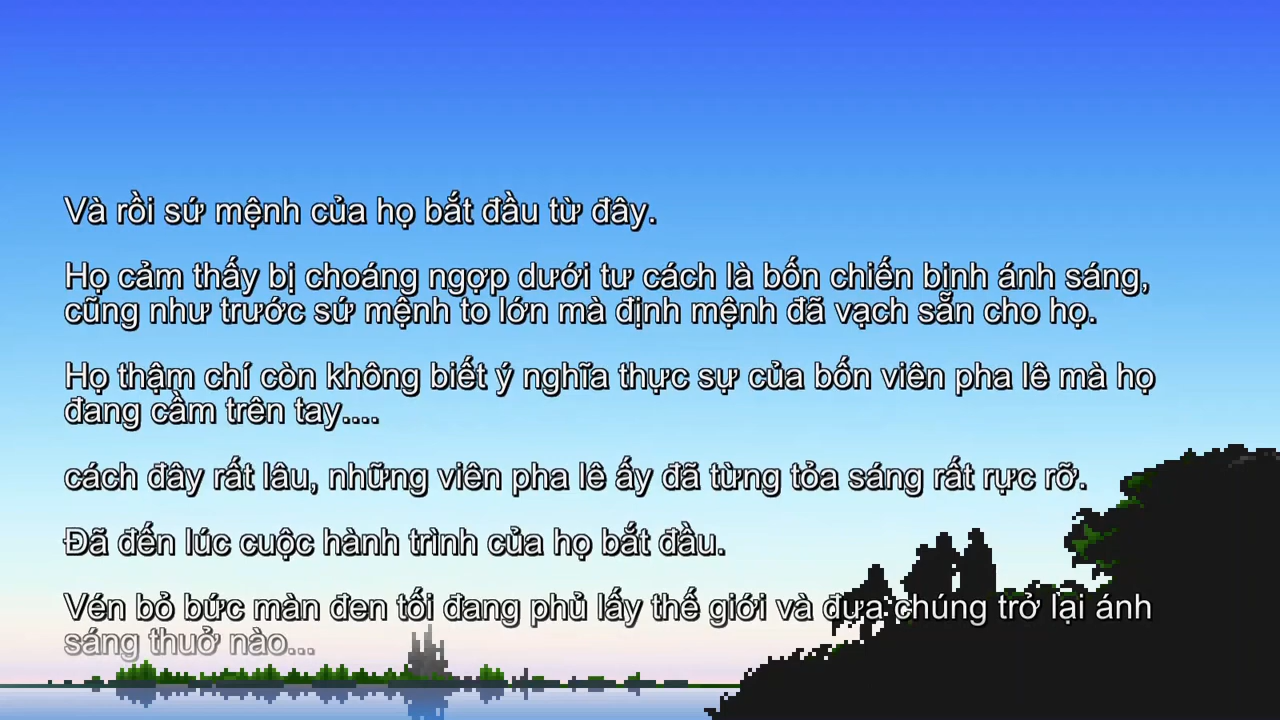 Và rồi sứ mệnh của họ bắt đầu từ đây.
Họ cảm thấy bị choáng ngợp dưới tư cách là bốn chiến binh ánh sáng,
cũng như trước sứ mệnh to lớn mà định mệnh đã vạch sẵn cho họ.
Họ thậm chí còn không biết ý nghĩa thực sự của bốn viên pha lê mà họ
đang cầm trên tay....
cách đây rất lâu, những viên pha lê ấy đã từng tỏa sáng rất rực rỡ.
Đã đến lúc cuộc hành trình của họ bắt đầu.
Vén bỏ bức màn đen tối đang phủ lấy thế giới và đưa chúng trở lại ánh
sáng thuở nào...